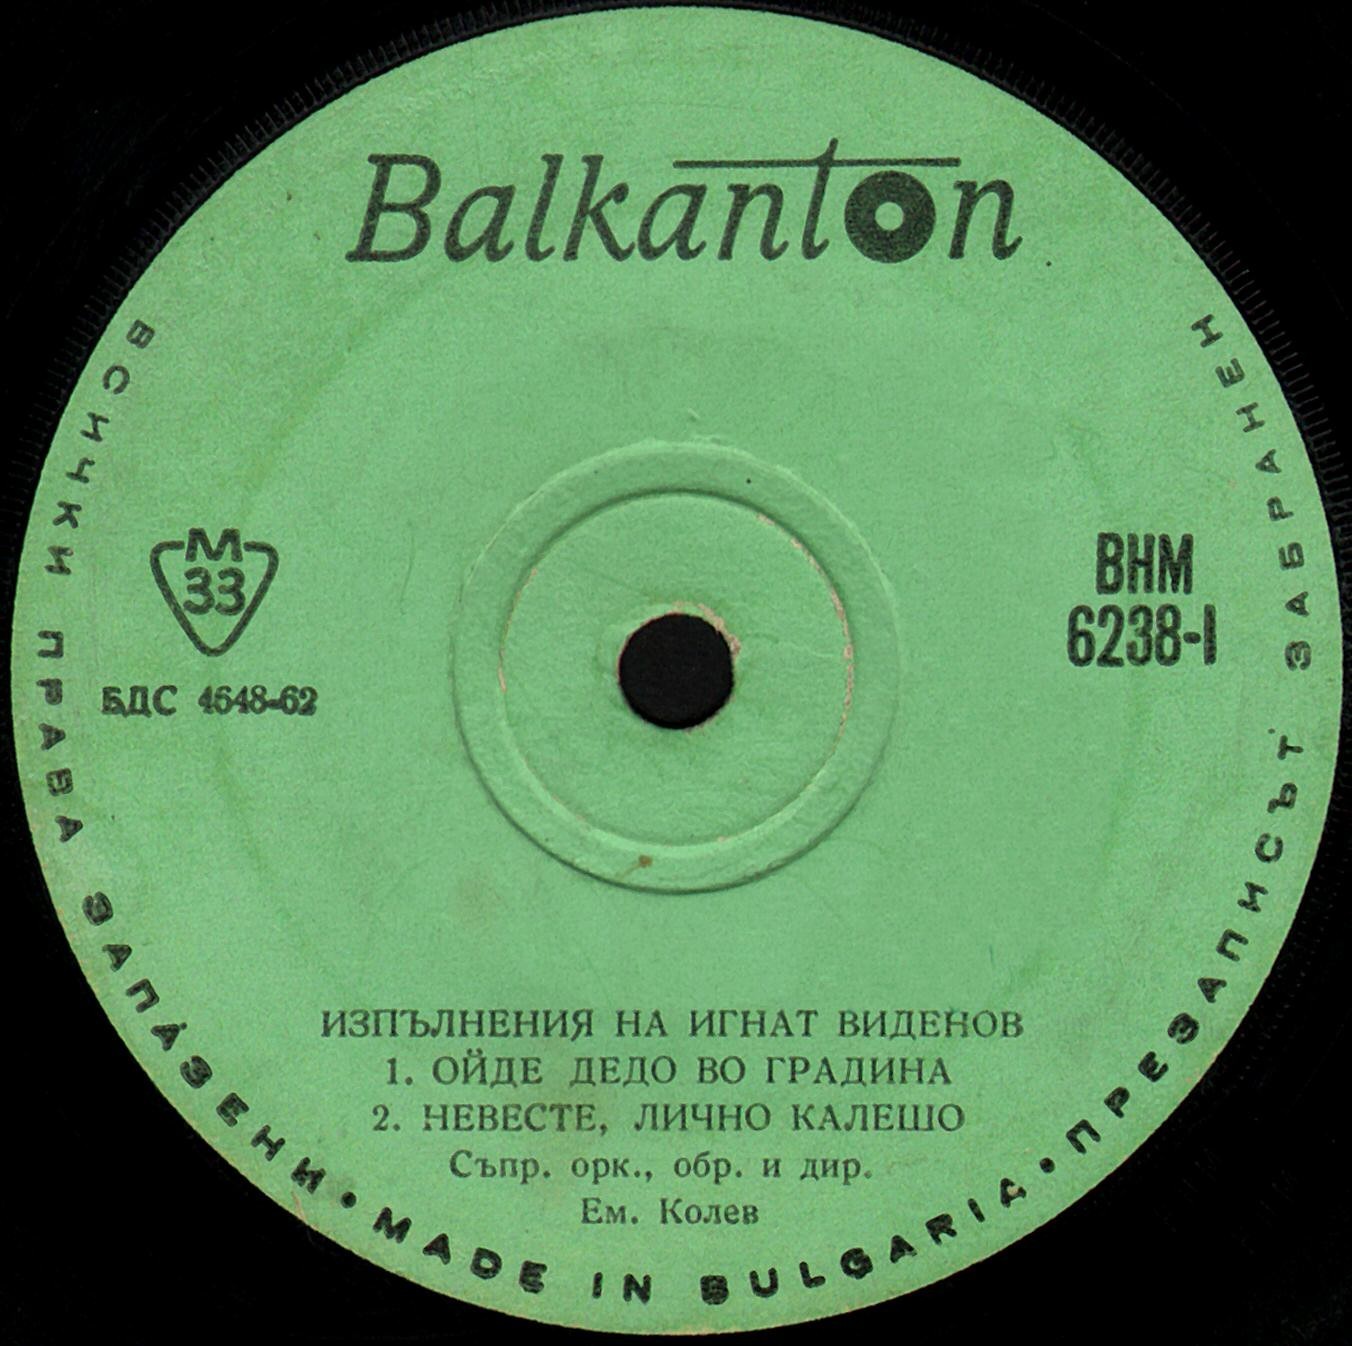 Balkanton
ВСИЧКИ ПРАВА ЗАПАЗЕНИ • MADE IN BULGARIA • ПРЕЗАПИСЪТ ЗАБРАНЕН
М
33
БДС 4648-62
ВНМ
6238-I
ИЗПЪЛНЕНИЯ НА ИГНАТ ВИДЕНОВ
1. ОЙДЕ ДЕДО ВО ГРАДИНА
2. НЕВЕСТЕ, ЛИЧНО КАЛЕШО
Съпр. орк., обр. и дир.
Ем. Колев